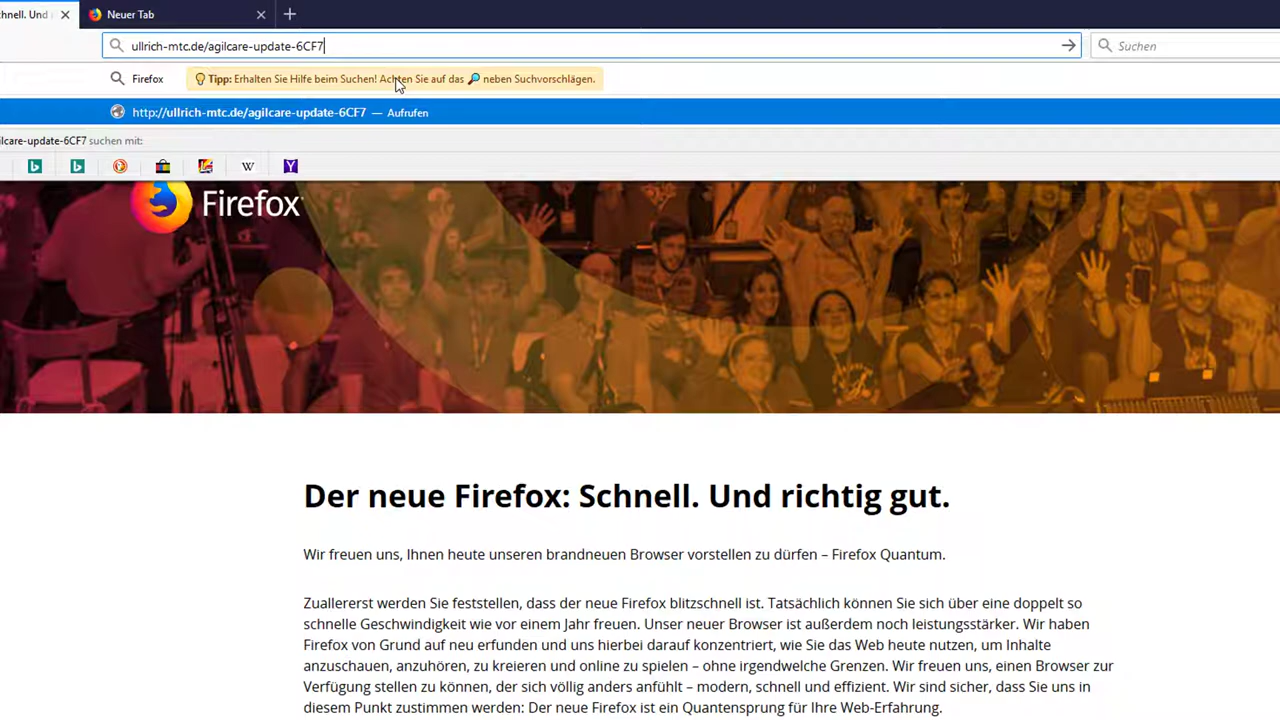 chnell. Und
Neuer Tab
ullrich-mtc.de/agilcare-update-6CF7
Suchen
Firefox
Tipp: Erhalten Sie Hilfe beim Suchen! Achten Sie auf das 🔎 neben Suchvorschlägen.
http://ullrich-mtc.de/agilcare-update-6CF7 — Aufrufen
ilcare-update-6CF7 suchen mit:
W
Y
Firefox
Der neue Firefox: Schnell. Und richtig gut.
Wir freuen uns, Ihnen heute unseren brandneuen Browser vorstellen zu dürfen – Firefox Quantum.
Zuallererst werden Sie feststellen, dass der neue Firefox blitzschnell ist. Tatsächlich können Sie sich über eine doppelt so
schnelle Geschwindigkeit wie vor einem Jahr freuen. Unser neuer Browser ist außerdem noch leistungsstärker. Wir haben
Firefox von Grund auf neu erfunden und uns hierbei darauf konzentriert, wie Sie das Web heute nutzen, um Inhalte
anzuschauen, anzuhören, zu kreieren und online zu spielen – ohne irgendwelche Grenzen. Wir freuen uns, einen Browser zur
Verfügung stellen zu können, der sich völlig anders anfühlt – modern, schnell und effizient. Wir sind sicher, dass Sie uns in
diesem Punkt zustimmen werden: Der neue Firefox ist ein Quantensprung für Ihre Web-Erfahrung.